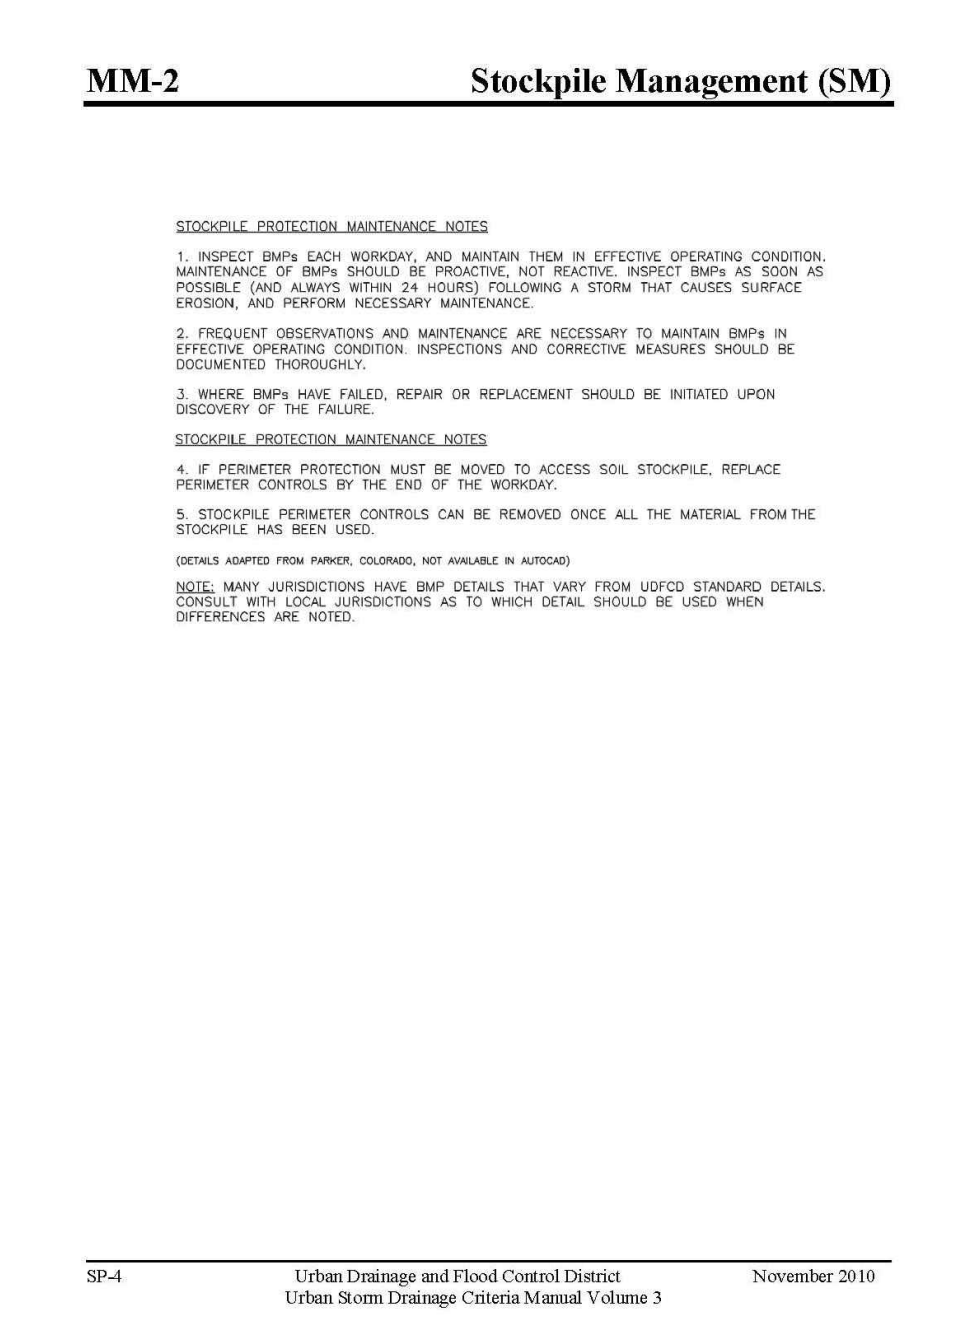 MM-2 Stockpile Management (SM)
STOCKPILE PROTECTION MAINTENANCE NOTES
1. INSPECT BMPs EACH WORKDAY, AND MAINTAIN THEM IN EFFECTIVE OPERATING CONDITION.
MAINTENANCE OF BMPs SHOULD BE PROACTIVE, NOT REACTIVE. INSPECT BMPs AS SOON AS
POSSIBLE (AND ALWAYS WITHIN 24 HOURS) FOLLOWING A STORM THAT CAUSES SURFACE
EROSION, AND PERFORM NECESSARY MAINTENANCE.
2. FREQUENT OBSERVATIONS AND MAINTENANCE ARE NECESSARY TO MAINTAIN BMPs IN
EFFECTIVE OPERATING CONDITION. INSPECTIONS AND CORRECTIVE MEASURES SHOULD BE
DOCUMENTED THOROUGHLY.
3. WHERE BMPs HAVE FAILED, REPAIR OR REPLACEMENT SHOULD BE INITIATED UPON
DISCOVERY OF THE FAILURE.
STOCKPILE PROTECTION MAINTENANCE NOTES
4. IF PERIMETER PROTECTION MUST BE MOVED TO ACCESS SOIL STOCKPILE, REPLACE
PERIMETER CONTROLS BY THE END OF THE WORKDAY.
5. STOCKPILE PERIMETER CONTROLS CAN BE REMOVED ONCE ALL THE MATERIAL FROM THE
STOCKPILE HAS BEEN USED.
(DETAILS ADAPTED FROM PARKER, COLORADO, NOT AVAILABLE IN AUTOCAD)
NOTE: MANY JURISDICTIONS HAVE BMP DETAILS THAT VARY FROM UDFCD STANDARD DETAILS.
CONSULT WITH LOCAL JURISDICTIONS AS TO WHICH DETAIL SHOULD BE USED WHEN
DIFFERENCES ARE NOTED.
SP-4 Urban Drainage and Flood Control District November 2010
Urban Storm Drainage Criteria Manual Volume 3